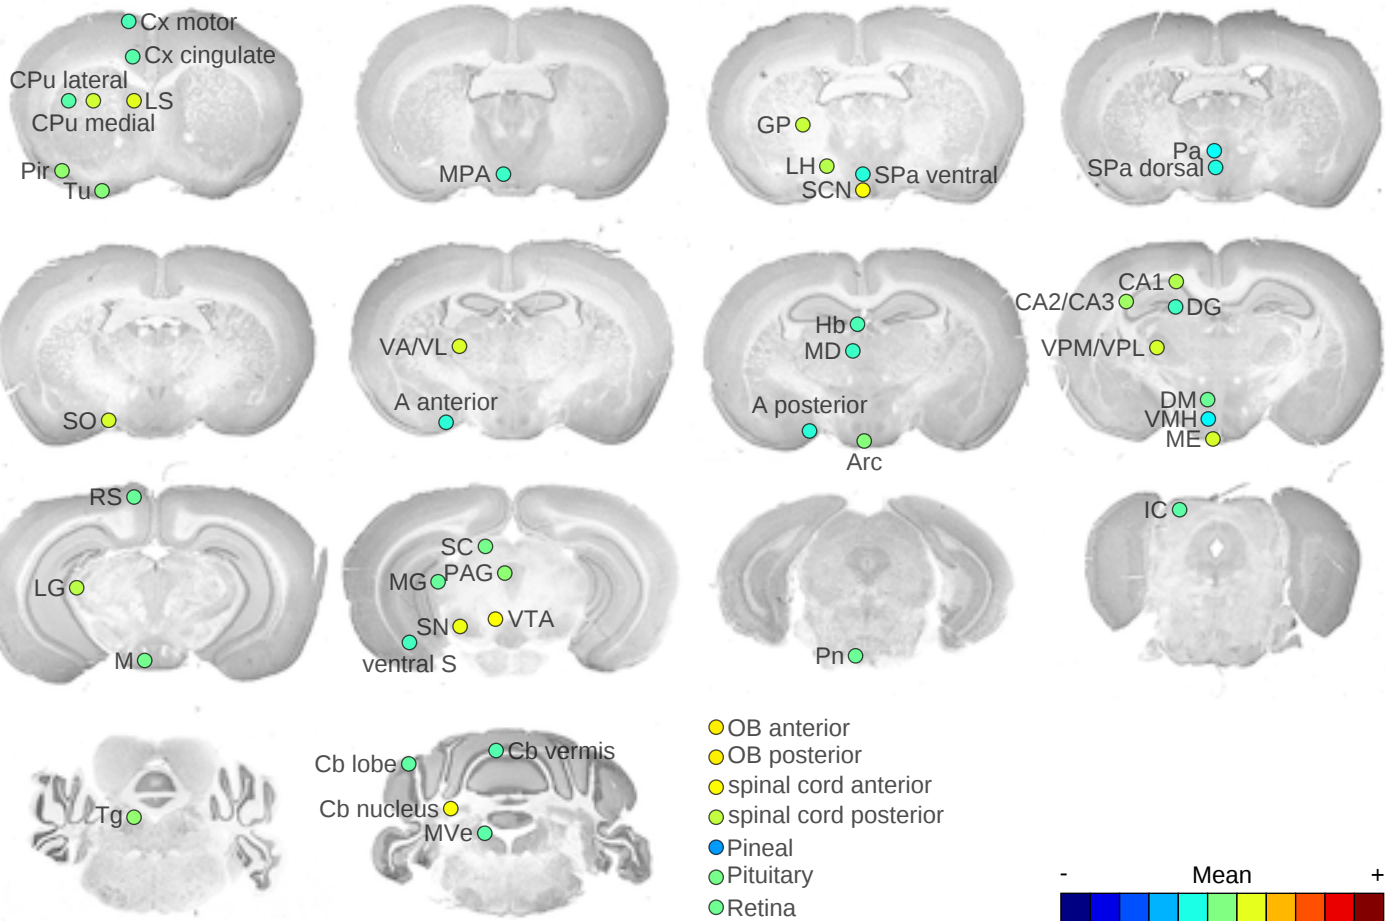 Cx motor
Cx cingulate
CPu lateral
LS
CPu medial
Pir
Tu
MPA
GP
LH
SPa ventral
SCN
Pa
SPa dorsal
SO
VA/VL
A anterior
Hb
MD
A posterior
Arc
CA1
CA2/CA3
DG
VPM/VPL
DM
VMH
ME
RS
LG
M
SC
PAG
MG
SN
VTA
ventral S
Pn
IC
Tg
Cb lobe
Cb vermis
Cb nucleus
MVe
OB anterior
OB posterior
spinal cord anterior
spinal cord posterior
Pineal
Pituitary
Retina
- Mean +